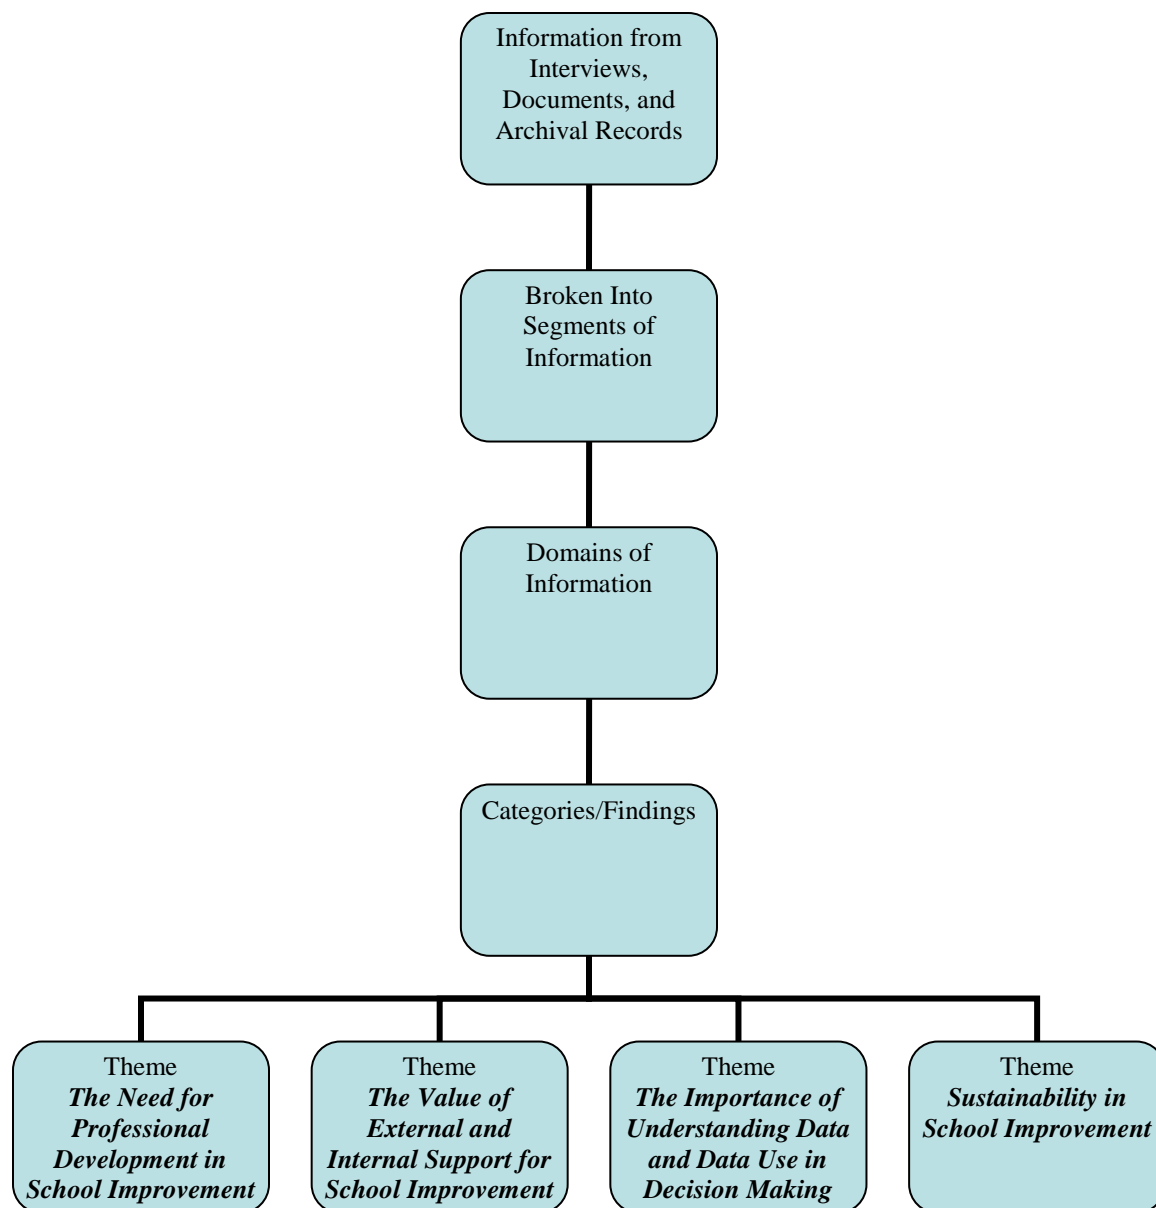 Information from
Interviews,
Documents, and
Archival Records
Broken Into
Segments of
Information
Domains of
Information
Categories/Findings
Theme
The Need for
Professional
Development in
School Improvement
Theme
The Value of
External and
Internal Support for
School Improvement
Theme
The Importance of
Understanding Data
and Data Use in
Decision Making
Theme
Sustainability in
School Improvement